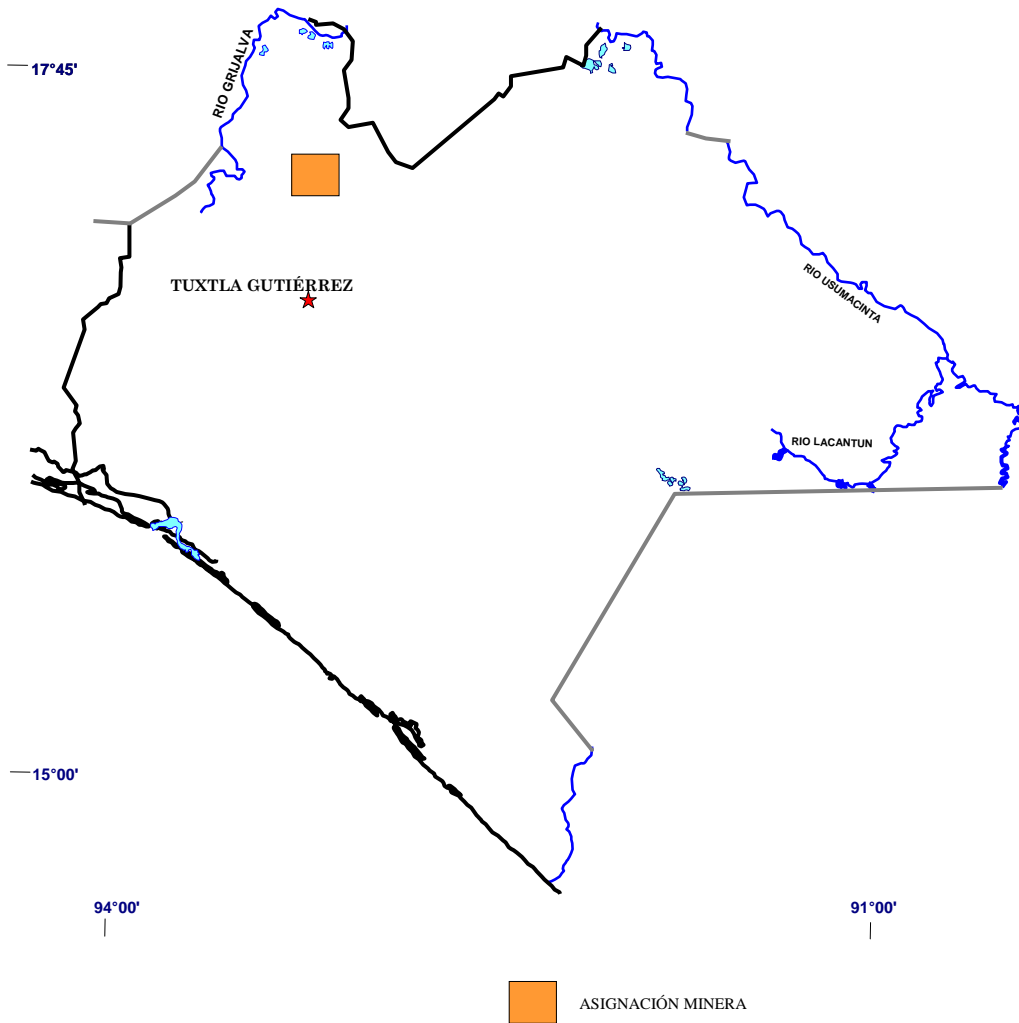 17°45'
RIO GRIJALVA
TUXTLA GUTIÉRREZ
RIO USUMACINTA
RIO LACANTUN
15°00'
94°00'
91°00'
ASIGNACIÓN MINERA